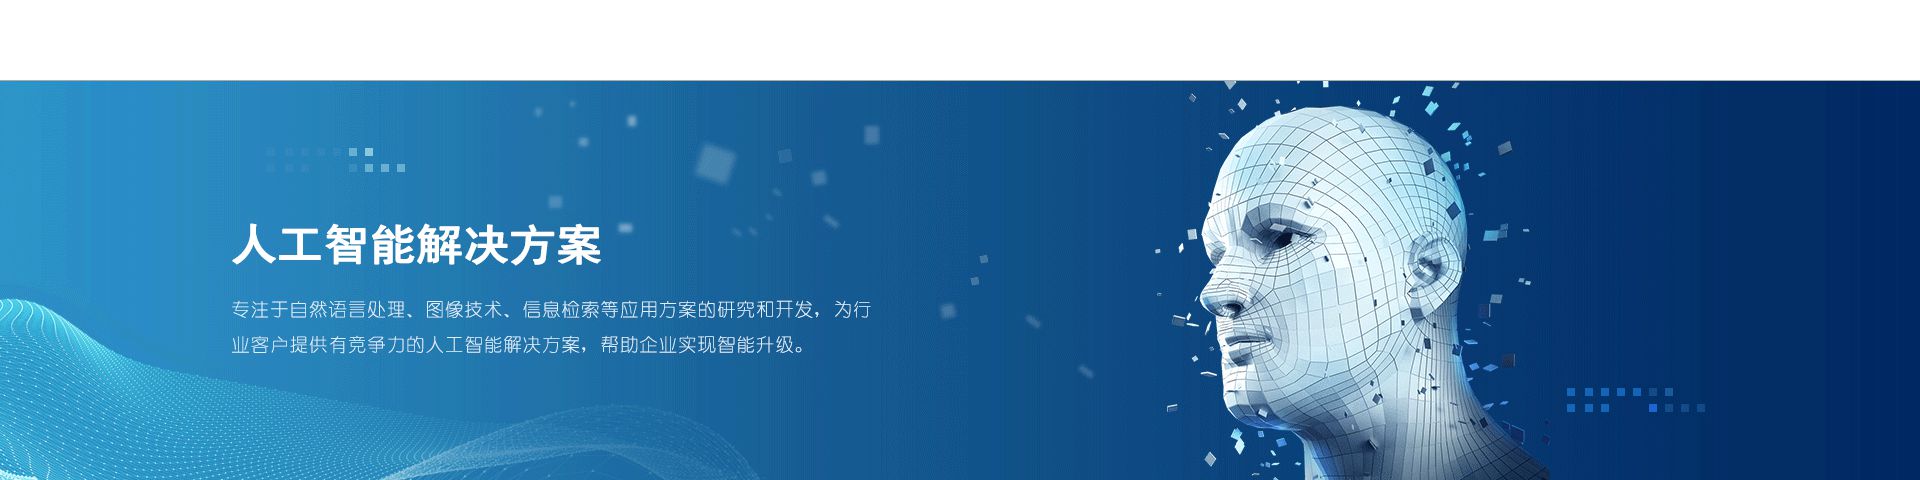 人工智能解决方案
专注于自然语言处理、图像技术、信息检索等应用方案的研究和开发，为行
业客户提供有竞争力的人工智能解决方案，帮助企业实现智能升级。